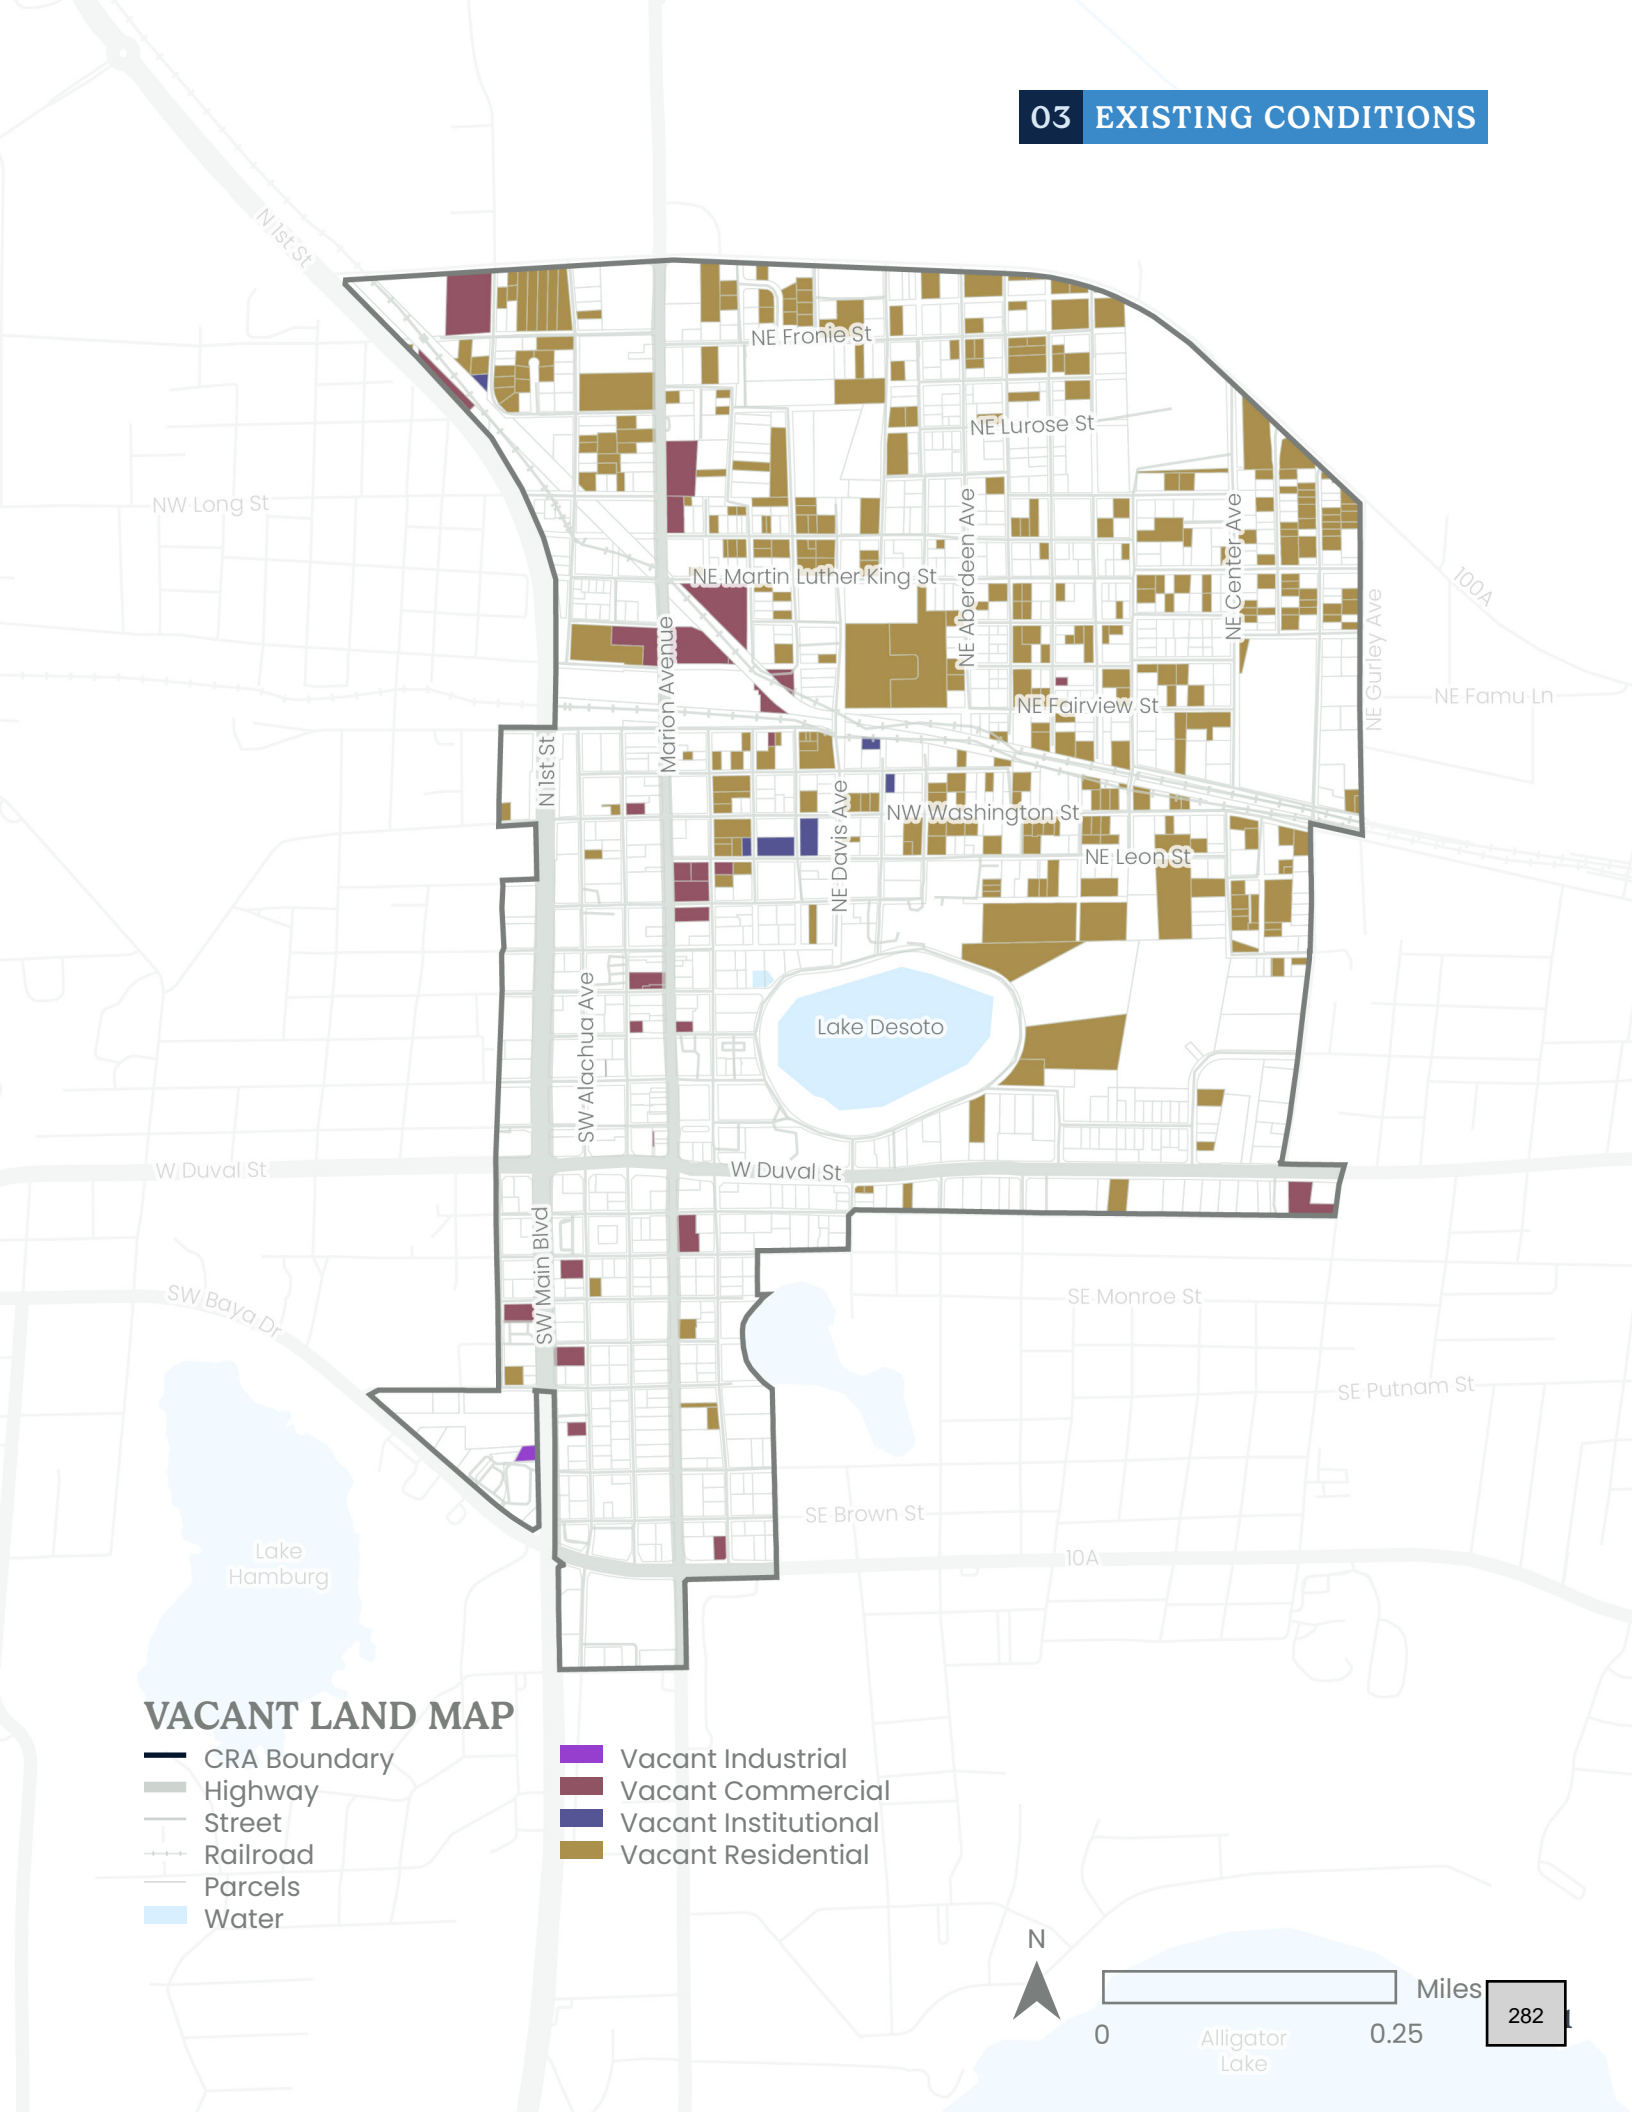 03 EXISTING CONDITIONS
N 1st St
NE Fronie St
NE Lurose St
NW Long St
NE Aberdeen Ave
NE Center Ave
NE Martin Luther King St
100A
NE Gurley Ave
Marion Avenue
NE Famu Ln
NE Fairview St
N 1st St
NE Davis Ave
NW Washington St
NE Leon St
SW Alachua Ave
Lake Desoto
W Duval St
W Duval St
SW Main Blvd
SW Baya Dr
SE Monroe St
SE Putnam St
SE Brown St
Lake
Hamburg
10A
VACANT LAND MAP
CRA Boundary
Highway
Street
Railroad
Parcels
Water
Vacant Industrial
Vacant Commercial
Vacant Institutional
Vacant Residential
N
Miles
0
0.25
Alligator
Lake
282